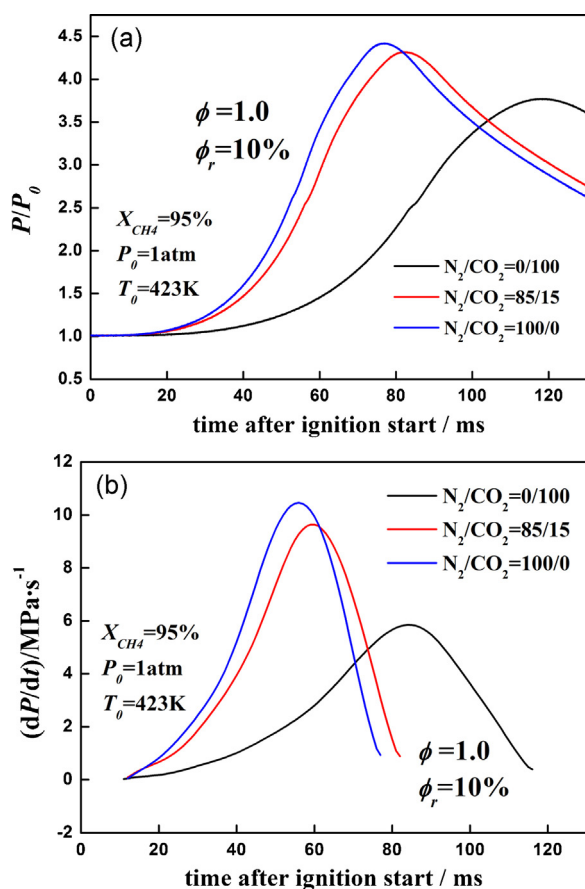 (a)
4.5
4.0
3.5
3.0
2.5
2.0
1.5
1.0
0.5
P/P₀
ϕ=1.0
ϕᵣ=10%
X_CH4=95%
P₀=1atm
T₀=423K
N₂/CO₂=0/100
N₂/CO₂=85/15
N₂/CO₂=100/0
0 20 40 60 80 100 120
time after ignition start / ms
(b)
12
10
8
6
4
2
0
-2
(dP/dt)/MPa·s⁻¹
N₂/CO₂=0/100
N₂/CO₂=85/15
N₂/CO₂=100/0
X_CH4=95%
P₀=1atm
T₀=423K
ϕ=1.0
ϕᵣ=10%
0 20 40 60 80 100 120
time after ignition start / ms